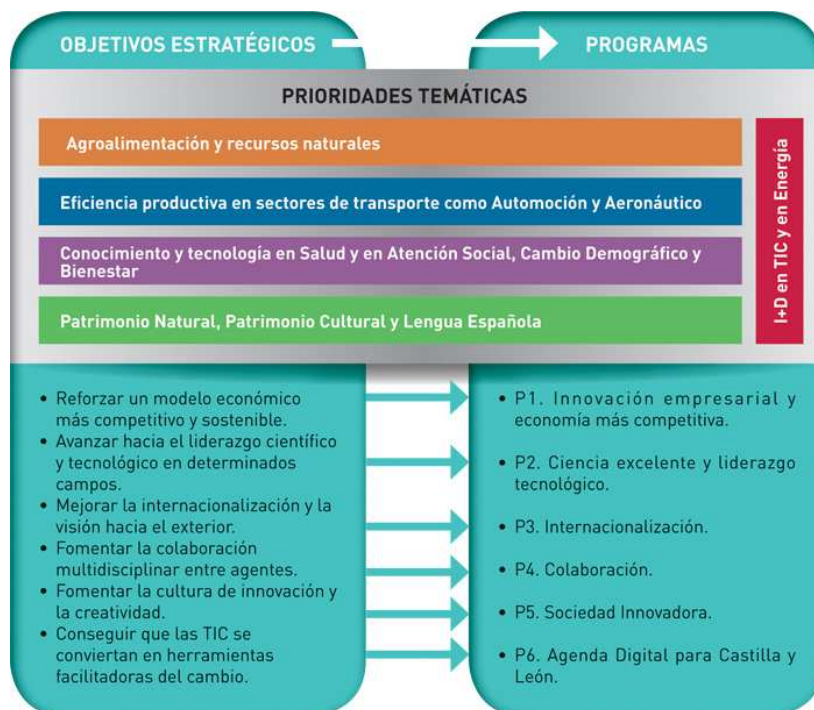 OBJETIVOS ESTRATÉGICOS
PROGRAMAS
PRIORIDADES TEMÁTICAS
Agroalimentación y recursos naturales
Eficiencia productiva en sectores de transporte como Automoción y Aeronáutico
Conocimiento y tecnología en Salud y en Atención Social, Cambio Demográfico y
Bienestar
Patrimonio Natural, Patrimonio Cultural y Lengua Española
I+D en TIC y en Energía
• Reforzar un modelo económico
más competitivo y sostenible.
• Avanzar hacia el liderazgo científico
y tecnológico en determinados
campos.
• Mejorar la internacionalización y la
visión hacia el exterior.
• Fomentar la colaboración
multidisciplinar entre agentes.
• Fomentar la cultura de innovación y
la creatividad.
• Conseguir que las TIC se
conviertan en herramientas
facilitadoras del cambio.
• P1. Innovación empresarial y
economía más competitiva.
• P2. Ciencia excelente y liderazgo
tecnológico.
• P3. Internacionalización.
• P4. Colaboración.
• P5. Sociedad Innovadora.
• P6. Agenda Digital para Castilla y
León.